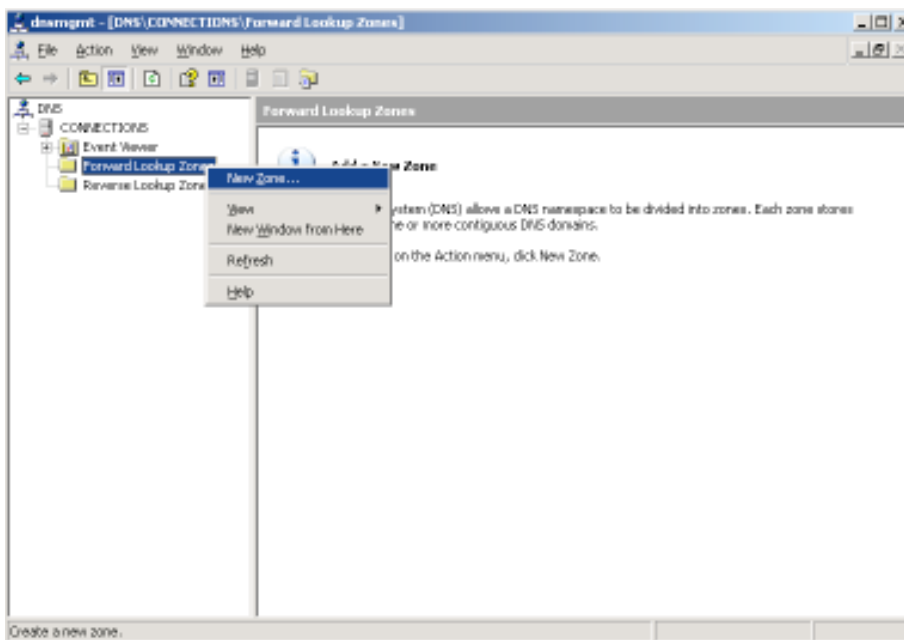 dnsmgmt - [DNS\CONNECTIONS\Forward Lookup Zones]
File Action View Window Help
DNS
CONNECTIONS
Event Viewer
Forward Lookup Zones
Reverse Lookup Zone
Forward Lookup Zones
Add a New Zone
New Zone...
View
New Window from Here
Refresh
Help
ystem (DNS) allows a DNS namespace to be divided into zones. Each zone stores
ne or more contiguous DNS domains.
on the Action menu, click New Zone.
Create a new zone.